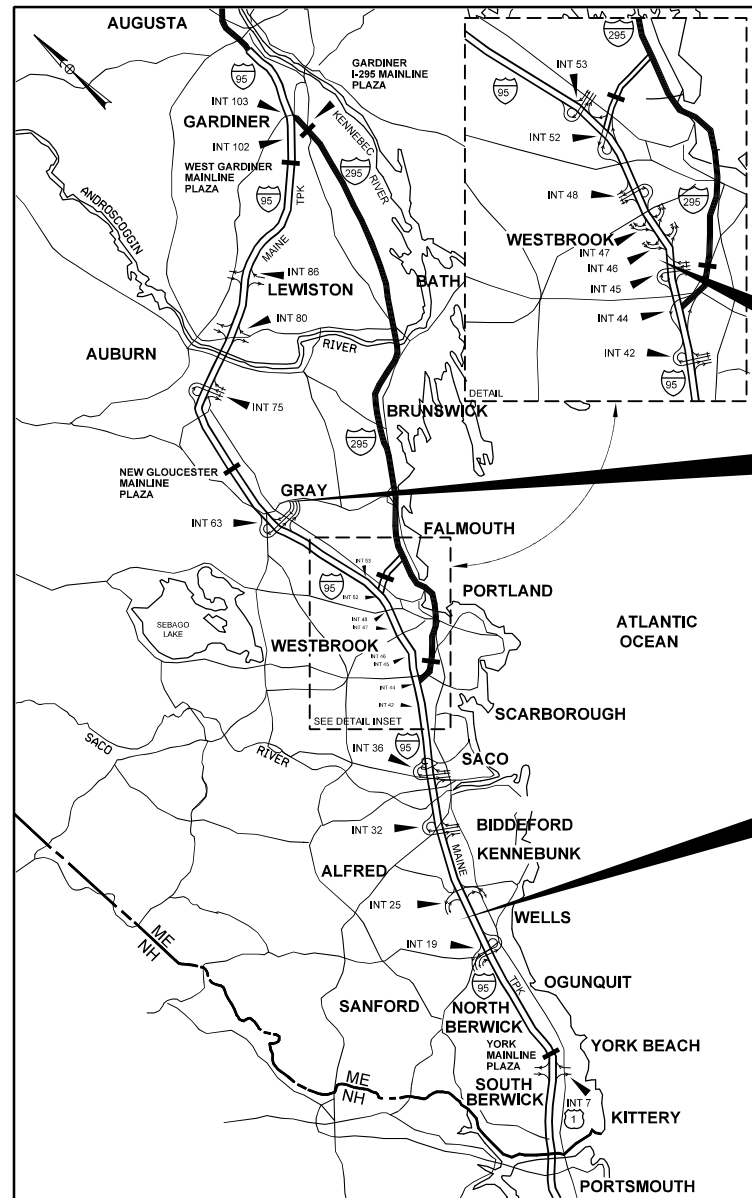 AUGUSTA
95
INT 103
GARDINER
INT 102
WEST GARDINER
MAINLINE
PLAZA
95
GARDINER
I-295 MAINLINE
PLAZA
KENNEBEC
RIVER
295
TPK
MAINE
ANDROSCOGGIN
INT 86
LEWISTON
BATH
INT 80
RIVER
AUBURN
INT 75
BRUNSWICK
295
NEW GLOUCESTER
MAINLINE
PLAZA
GRAY
INT 63
FALMOUTH
INT 53
95
INT 52
PORTLAND
INT 48
INT 47
SEBAGO
LAKE
WESTBROOK
INT 46
INT 45
INT 44
INT 42
ATLANTIC
OCEAN
SCARBOROUGH
SEE DETAIL INSET
SACO
RIVER
95
INT 36
SACO
INT 32
BIDDEFORD
KENNEBUNK
MAINE
ALFRED
INT 25
WELLS
INT 19
95
TPK
OGUNQUIT
ME
NH
SANFORD
NORTH
BERWICK
YORK
MAINLINE
PLAZA
YORK BEACH
SOUTH
BERWICK
INT 7
1
ME
NH
KITTERY
PORTSMOUTH
295
INT 53
95
INT 52
INT 48
295
WESTBROOK
INT 47
INT 46
INT 45
INT 44
INT 42
95
DETAIL